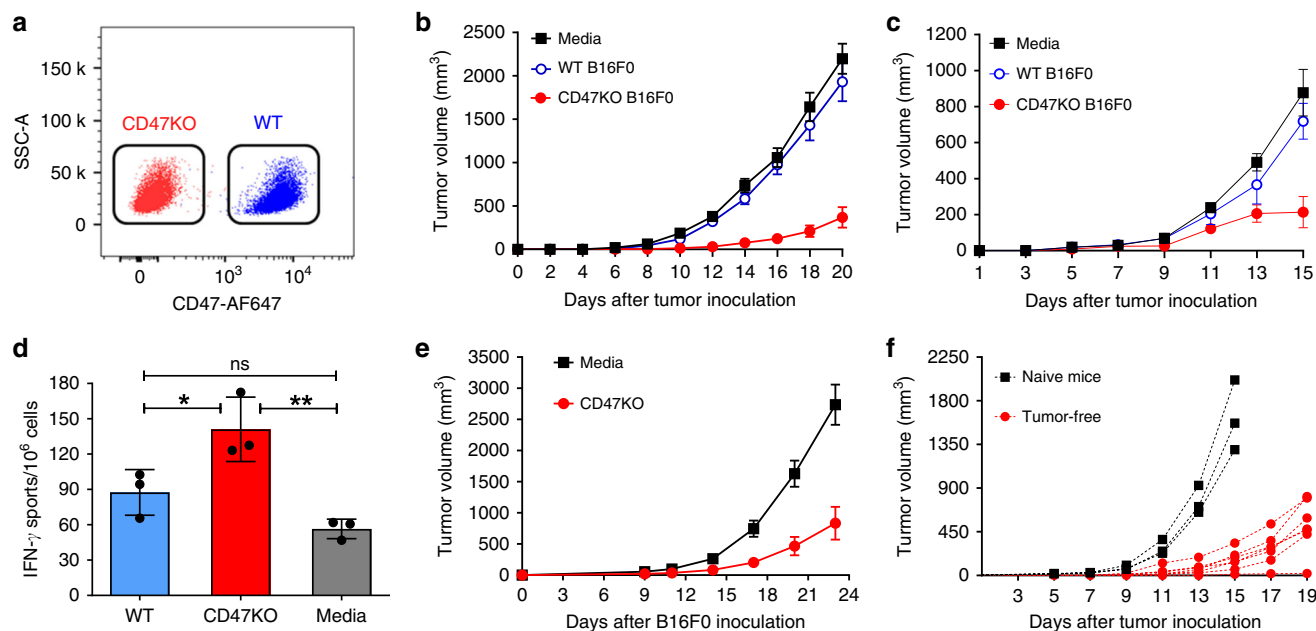 a
150 k
100 k
50 k
0
SSC-A
CD47KO
WT
0
10³
10⁴
CD47-AF647
b
2500
2000
1500
1000
500
0
Turmor volume (mm³)
Media
WT B16F0
CD47KO B16F0
0 2 4 6 8 10 12 14 16 18 20
Days after tumor inoculation
c
1200
1000
800
600
400
200
0
Turmor volume (mm³)
Media
WT B16F0
CD47KO B16F0
1 3 5 7 9 11 13 15
Days after tumor inoculation
d
180
150
120
90
60
30
0
IFN-γ sports/10⁶ cells
ns
*
**
WT
CD47KO
Media
e
3500
3000
2500
2000
1500
1000
500
0
Turmor volume (mm³)
Media
CD47KO
0 3 6 9 12 15 18 21 24
Days after B16F0 inoculation
f
2250
1800
1350
900
450
0
Turmor volume (mm³)
Naive mice
Tumor-free
3 5 7 9 11 13 15 17 19
Days after tumor inoculation